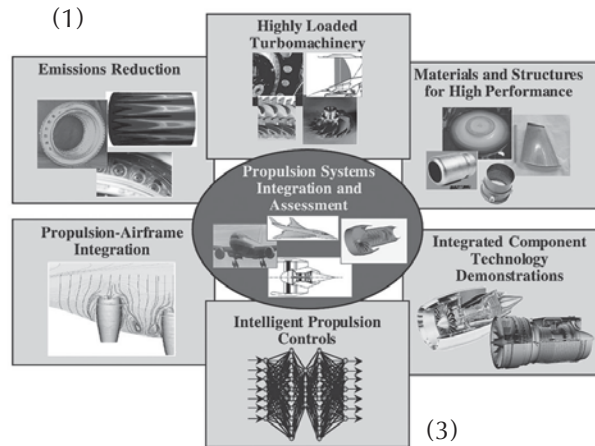 (1)
Highly Loaded
Turbomachinery
Emissions Reduction
Materials and Structures
for High Performance
Propulsion Systems
Integration and
Assessment
Propulsion-Airframe
Integration
Integrated Component
Technology
Demonstrations
Intelligent Propulsion
Controls
(3)